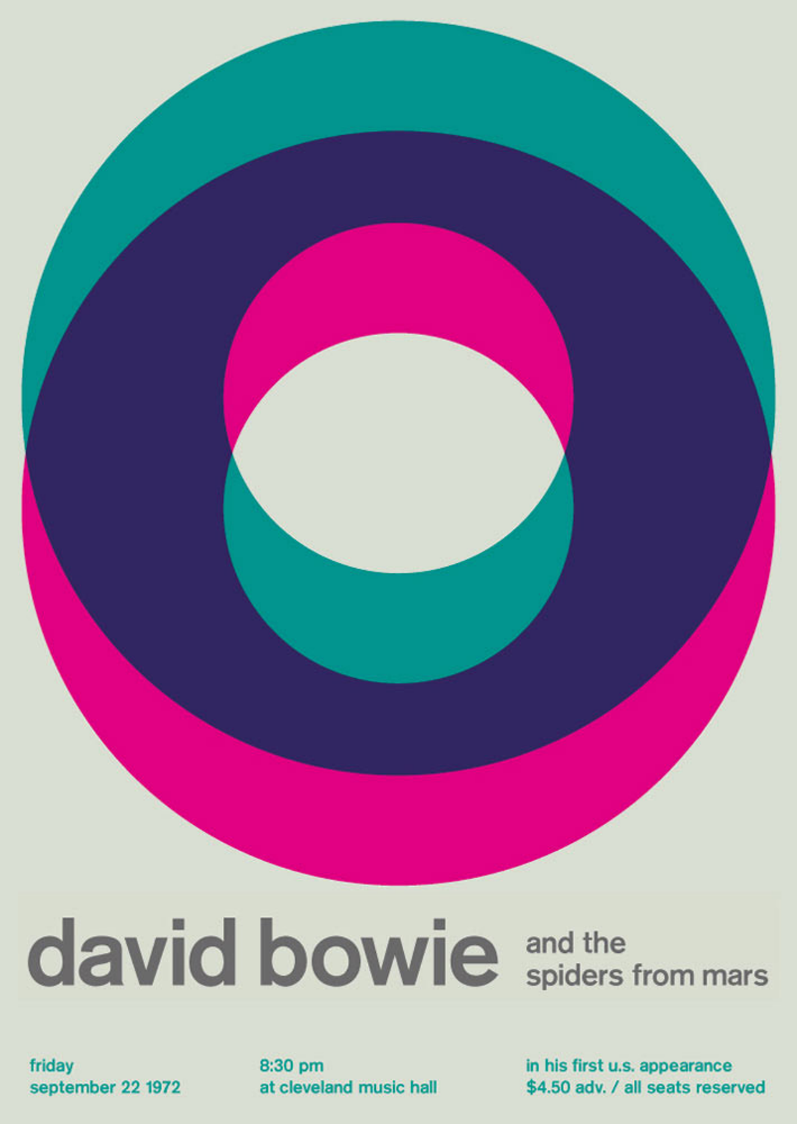 david bowie
and the
spiders from mars
friday
september 22 1972
8:30 pm
at cleveland music hall
in his first u.s. appearance
$4.50 adv. / all seats reserved